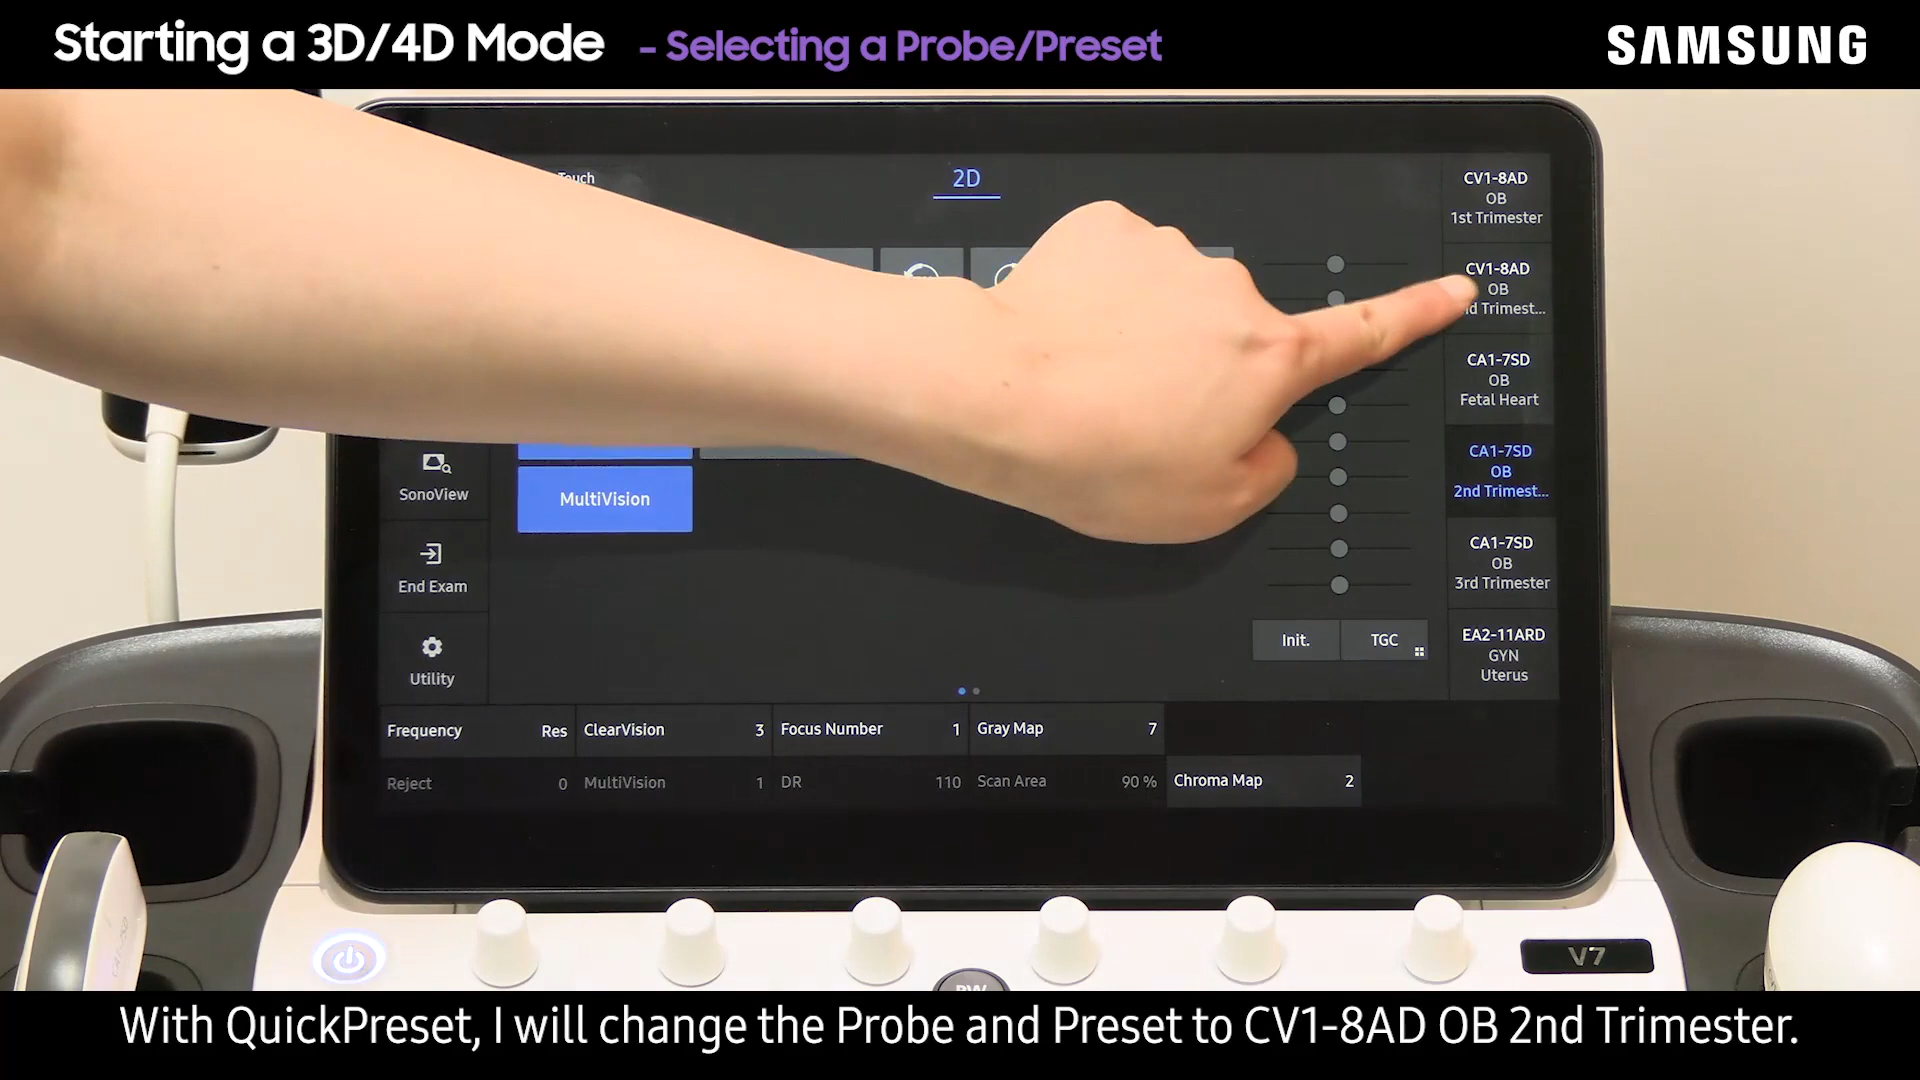 Starting a 3D/4D Mode - Selecting a Probe/Preset
SAMSUNG
Touch
2D
CV1-8AD
OB
1st Trimester
CV1-8AD
OB
Trimest...
CA1-7SD
OB
Fetal Heart
CA1-7SD
OB
2nd Trimest...
CA1-7SD
OB
3rd Trimester
EA2-11ARD
GYN
Uterus
SonoView
MultiVision
End Exam
Utility
Init.
TGC
Frequency Res
ClearVision 3
Focus Number 1
Gray Map 7
Reject 0
MultiVision 1
DR 110
Scan Area 90 %
Chroma Map 2
V7
With QuickPreset, I will change the Probe and Preset to CV1-8AD OB 2nd Trimester.